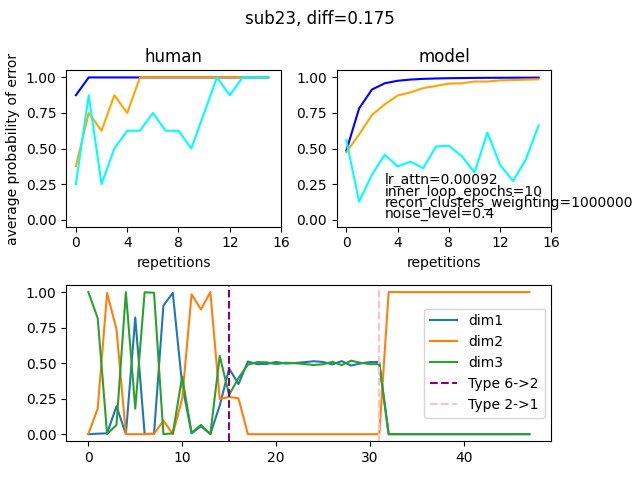 sub23, diff=0.175
human
model
average probability of error
1.00
0.75
0.50
0.25
0.00
0
4
8
12
16
repetitions
1.00
0.75
0.50
0.25
0.00
lr_attn=0.00092
inner_loop_epochs=10
recon_clusters_weighting=1000000
noise_level=0.4
0
4
8
12
16
repetitions
1.00
0.75
0.50
0.25
0.00
dim1
dim2
dim3
Type 6->2
Type 2->1
0
10
20
30
40